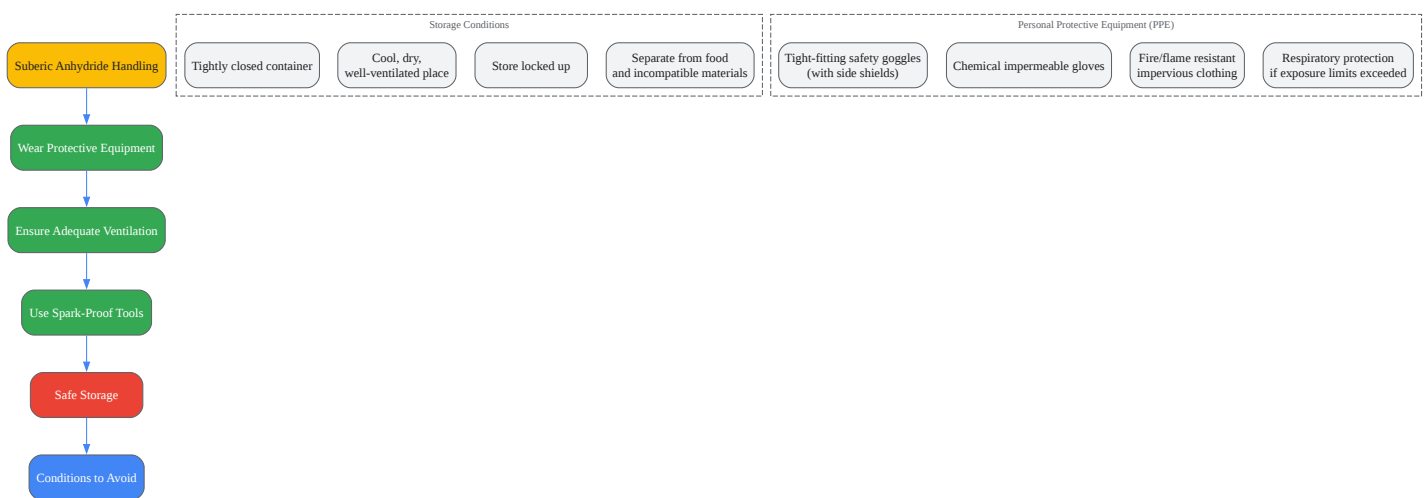 Storage Conditions
Personal Protective Equipment (PPE)
Suberic Anhydride Handling
Tightly closed container
Cool, dry,
well-ventilated place
Store locked up
Separate from food
and incompatible materials
Tight-fitting safety goggles
(with side shields)
Chemical impermeable gloves
Fire/flame resistant
impervious clothing
Respiratory protection
if exposure limits exceeded
Wear Protective Equipment
Ensure Adequate Ventilation
Use Spark-Proof Tools
Safe Storage
Conditions to Avoid